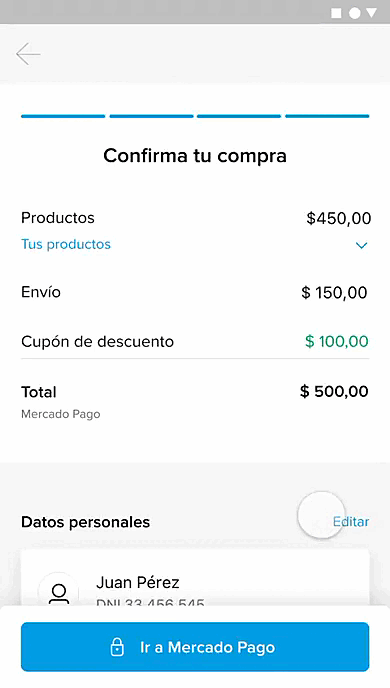 Confirma tu compra
Productos $450,00
Tus productos
Envío $ 150,00
Cupón de descuento $ 100,00
Total $ 500,00
Mercado Pago
Datos personales Editar
Juan Pérez
DNI 33 456 545
Ir a Mercado Pago